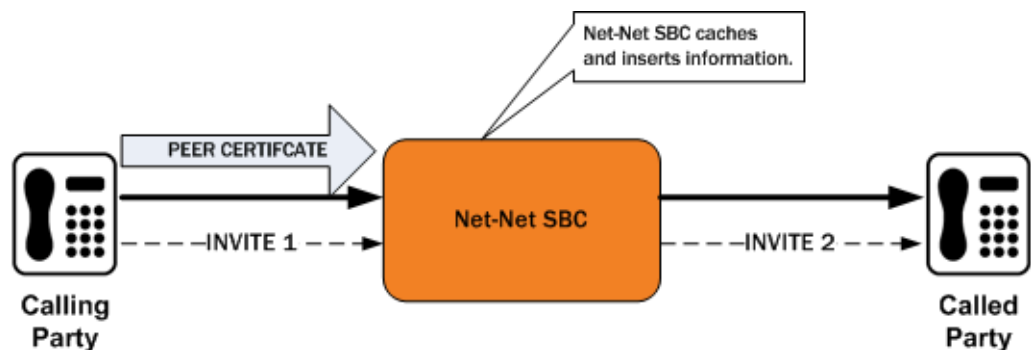 Net-Net SBC caches
and inserts information.
PEER CERTIFCATE
Net-Net SBC
INVITE 1
INVITE 2
Calling
Party
Called
Party